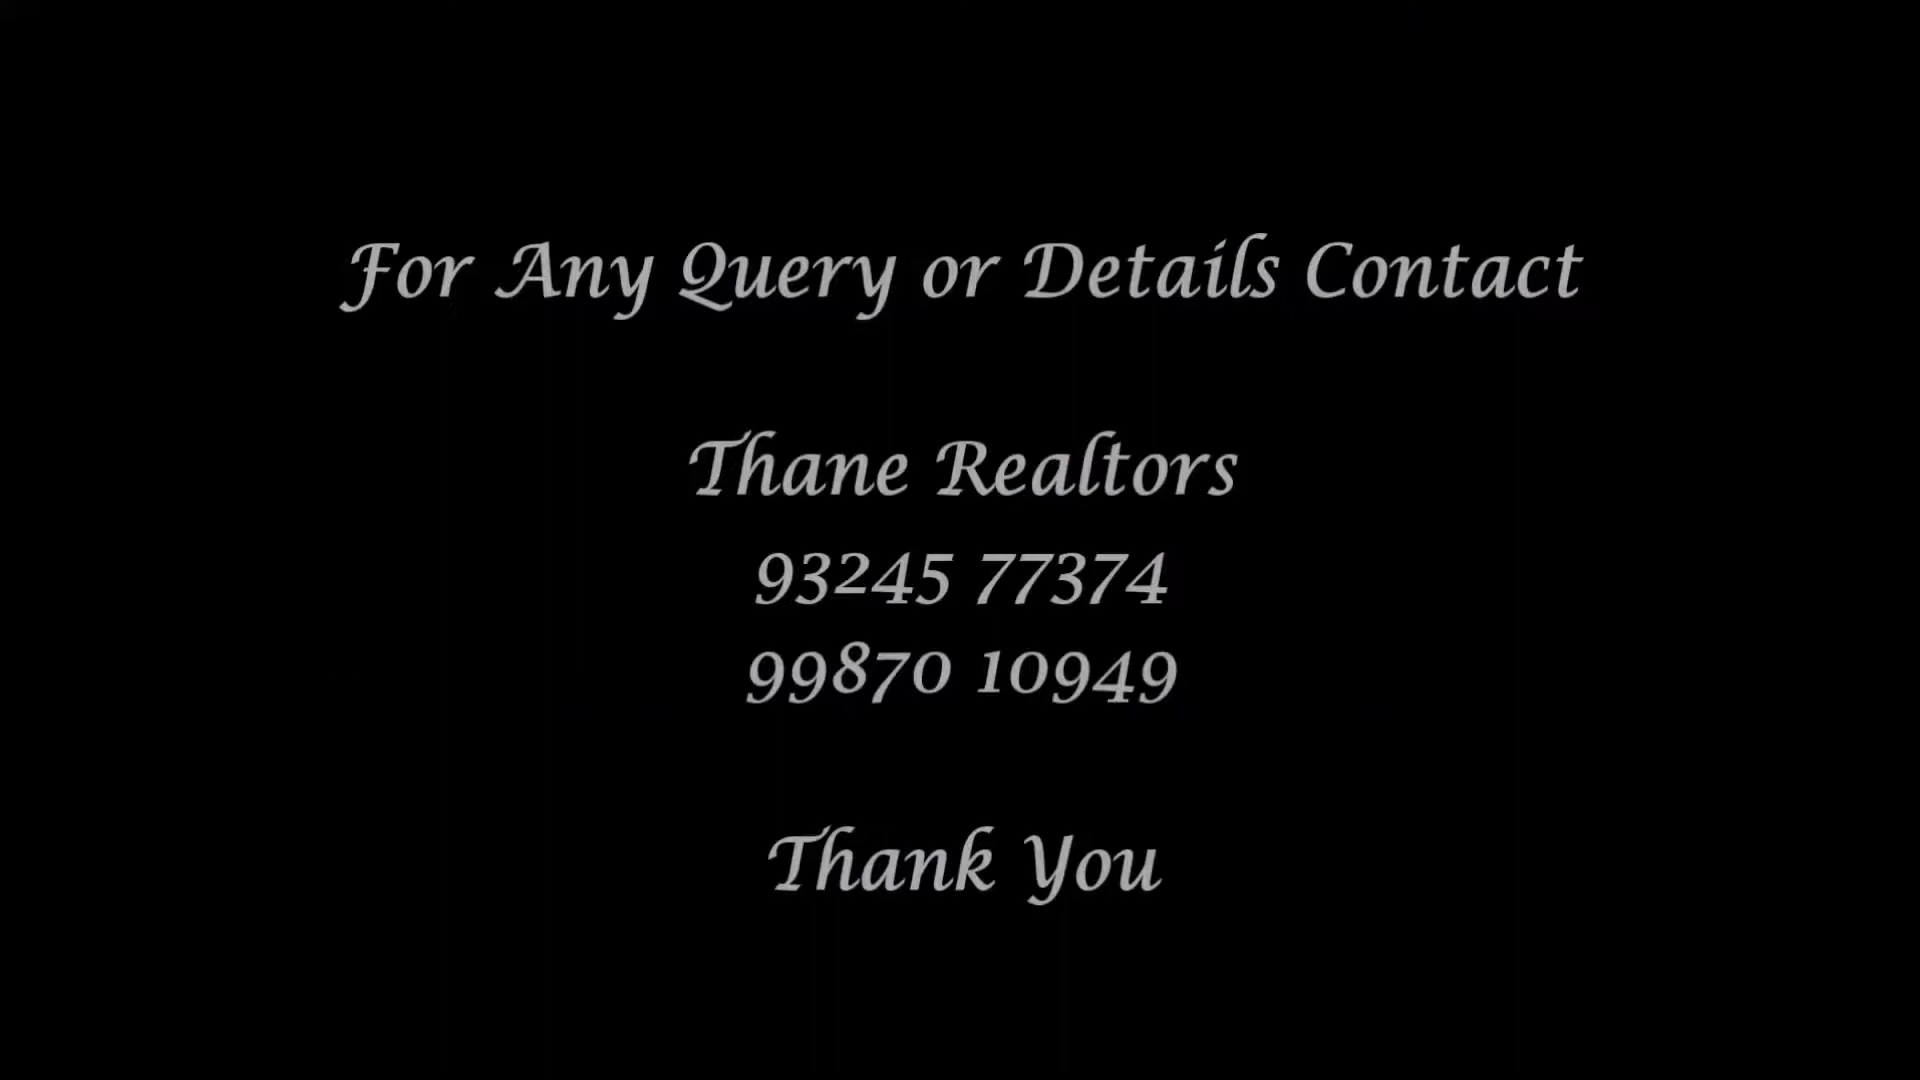 For Any Query or Details Contact
Thane Realtors
93245 77374
99870 10949
Thank You